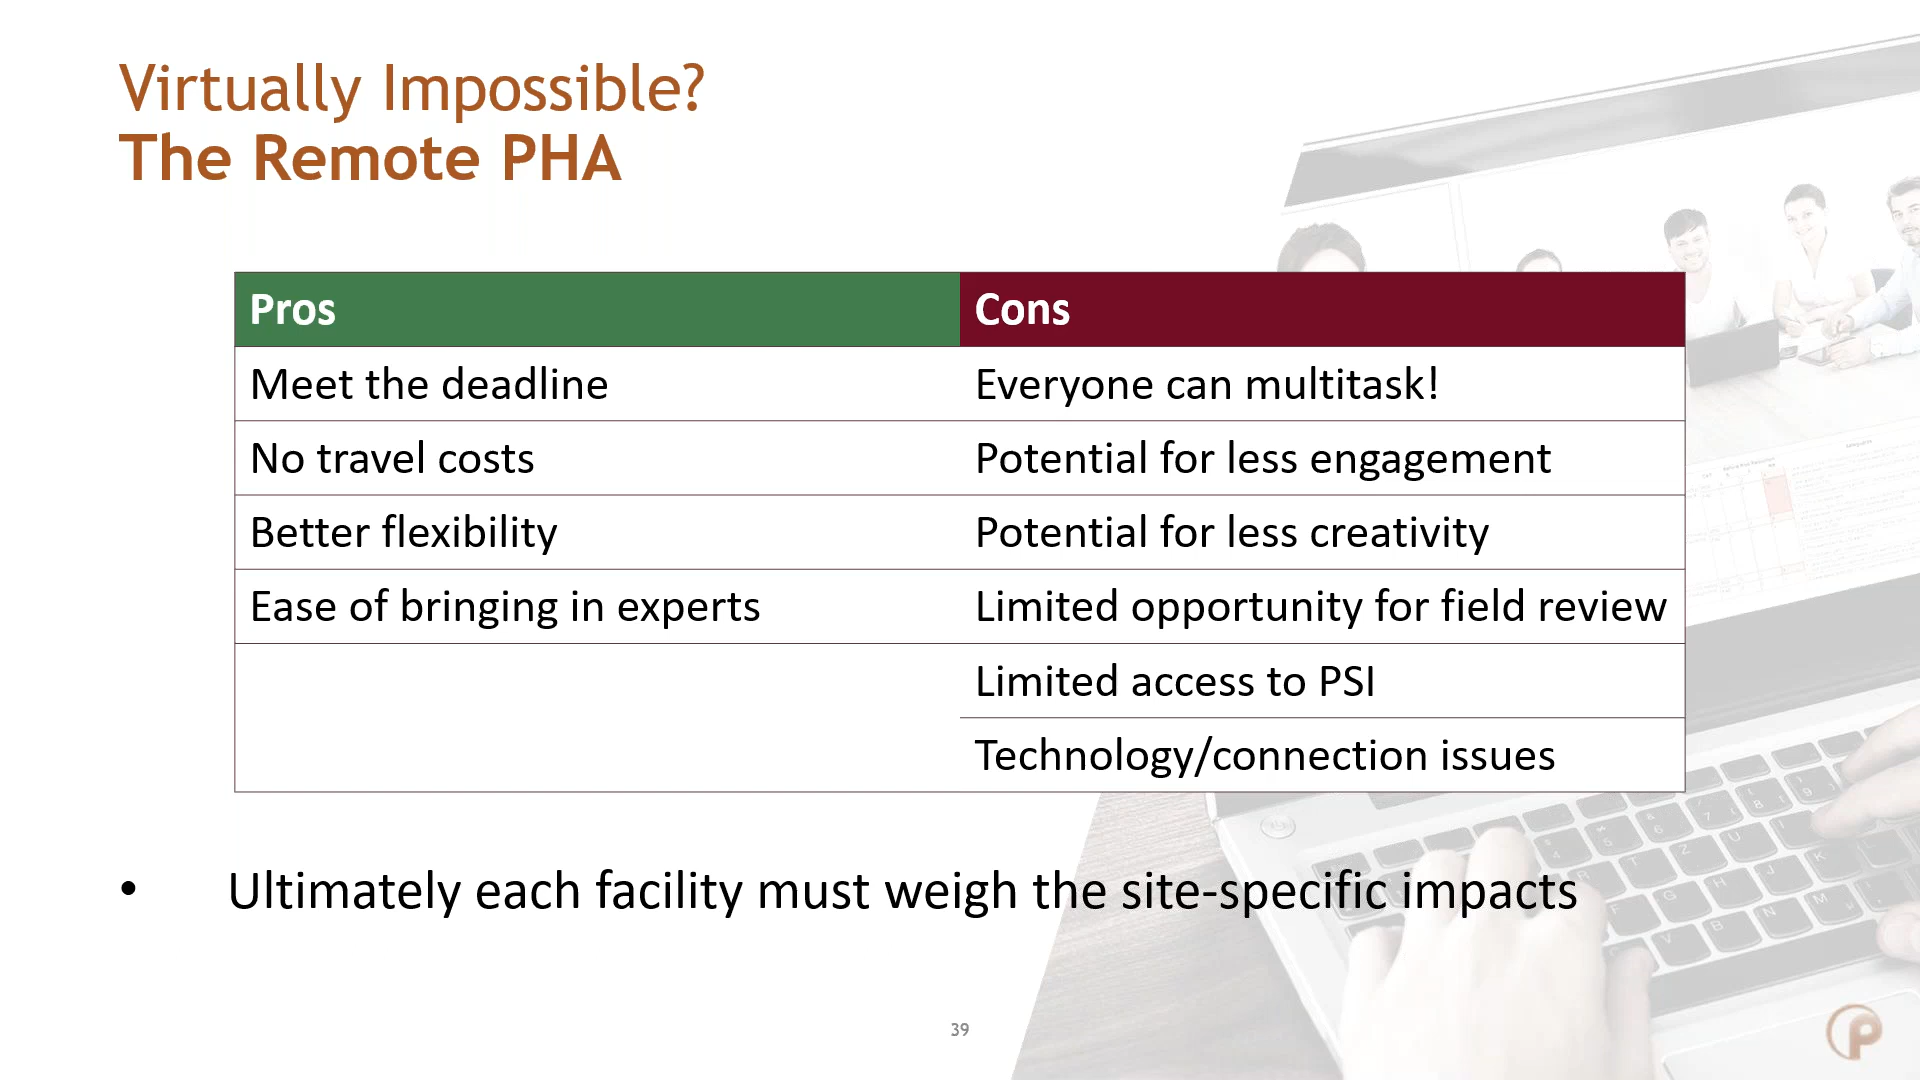 Virtually Impossible?
The Remote PHA
Pros
Cons
Meet the deadline
Everyone can multitask!
No travel costs
Potential for less engagement
Better flexibility
Potential for less creativity
Ease of bringing in experts
Limited opportunity for field review
Limited access to PSI
Technology/connection issues
• Ultimately each facility must weigh the site-specific impacts
39